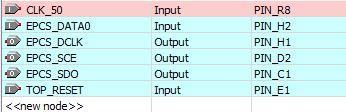 CLK_50 Input PIN_R8
EPCS_DATA0 Input PIN_H2
EPCS_DCLK Output PIN_H1
EPCS_SCE Output PIN_D2
EPCS_SDO Output PIN_C1
TOP_RESET Input PIN_E1
<<new node>>